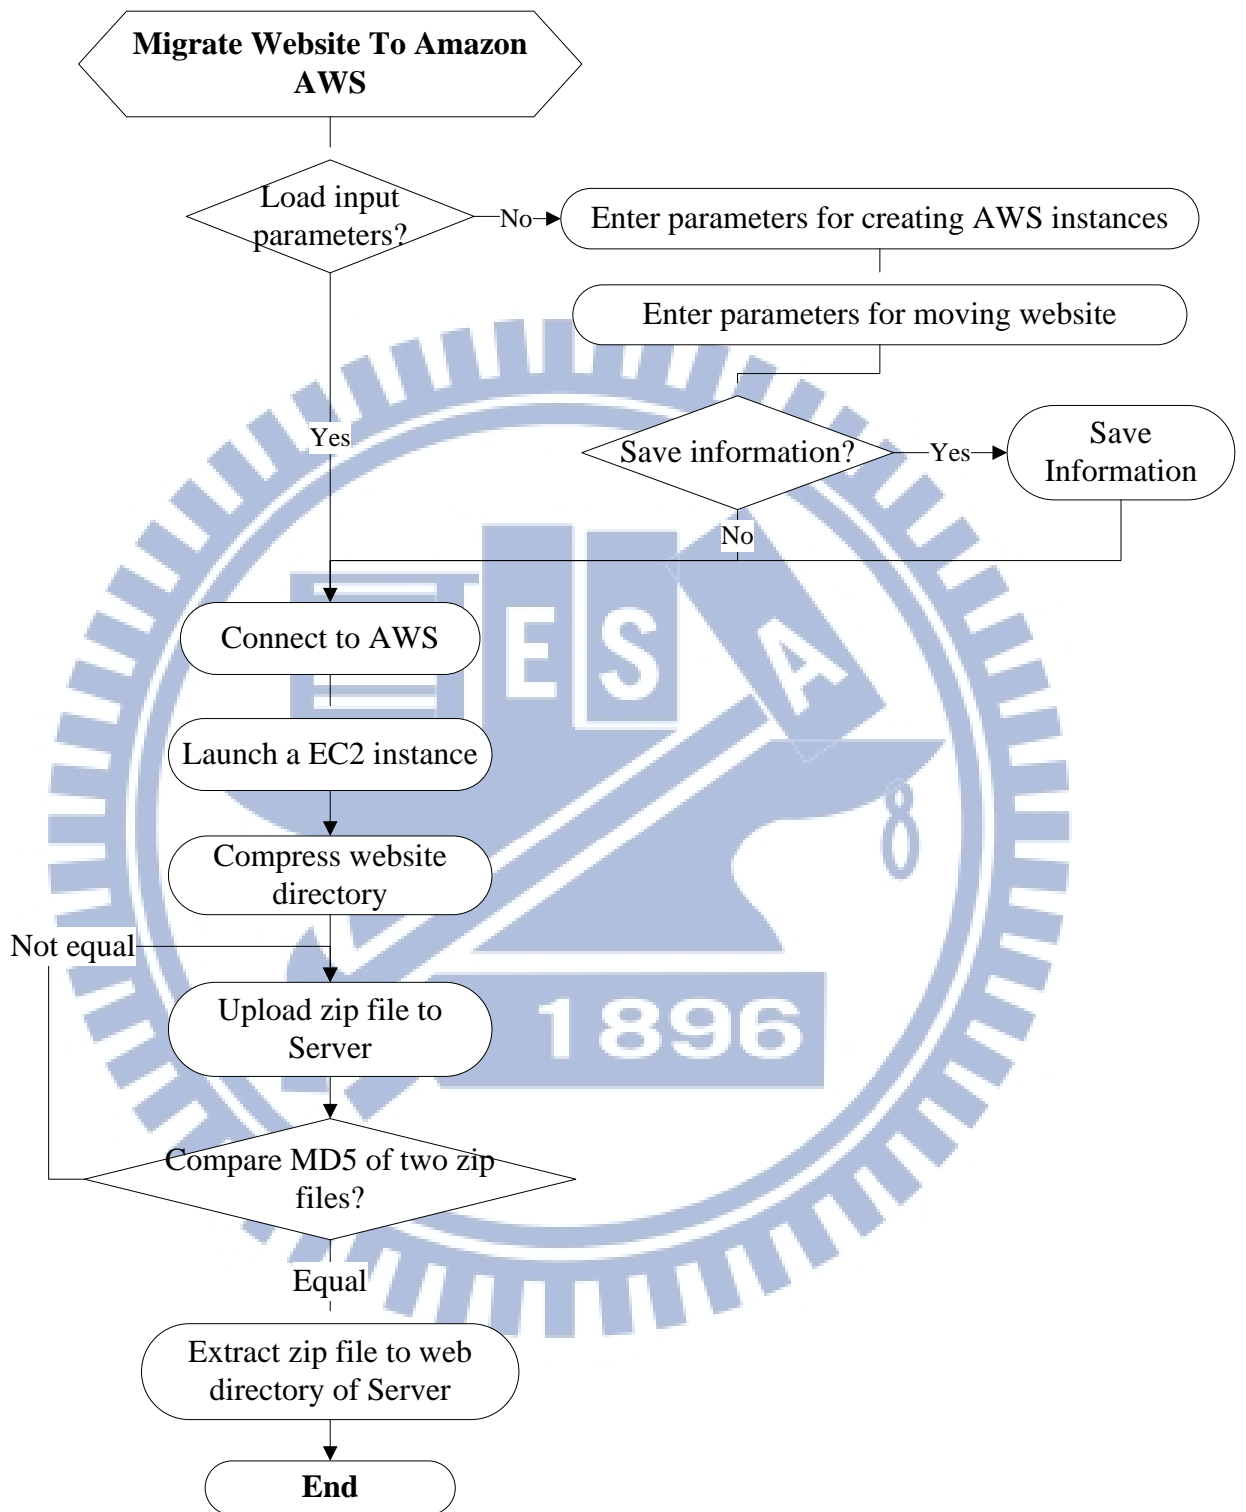 Migrate Website To Amazon
AWS
Load input
parameters?
No
Enter parameters for creating AWS instances
Enter parameters for moving website
Yes
Save information?
Yes
Save
Information
No
E
S
A
Connect to AWS
Launch a EC2 instance
8
Compress website
directory
Not equal
Upload zip file to
Server
1896
Compare MD5 of two zip
files?
Equal
Extract zip file to web
directory of Server
End